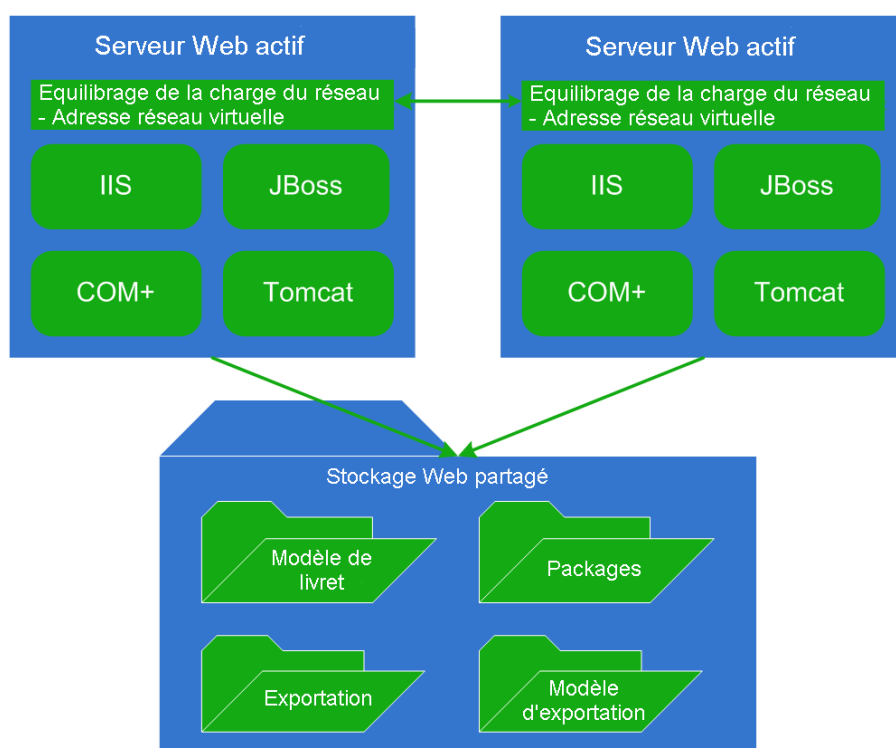 Serveur Web actif
Equilibrage de la charge du réseau
- Adresse réseau virtuelle
IIS
JBoss
COM+
Tomcat
Serveur Web actif
Equilibrage de la charge du réseau
- Adresse réseau virtuelle
IIS
JBoss
COM+
Tomcat
Stockage Web partagé
Modèle de
livret
Packages
Exportation
Modèle
d'exportation